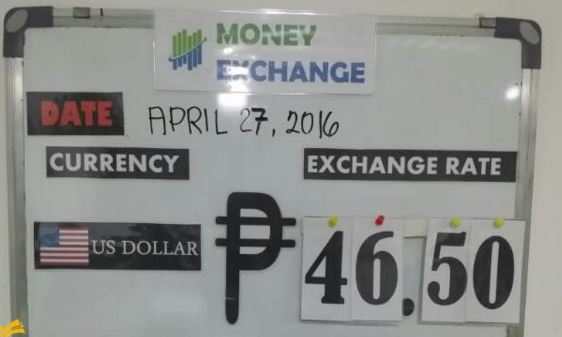 MONEY
EXCHANGE
DATE APRIL 27, 2016
CURRENCY EXCHANGE RATE
US DOLLAR ₱ 46.50